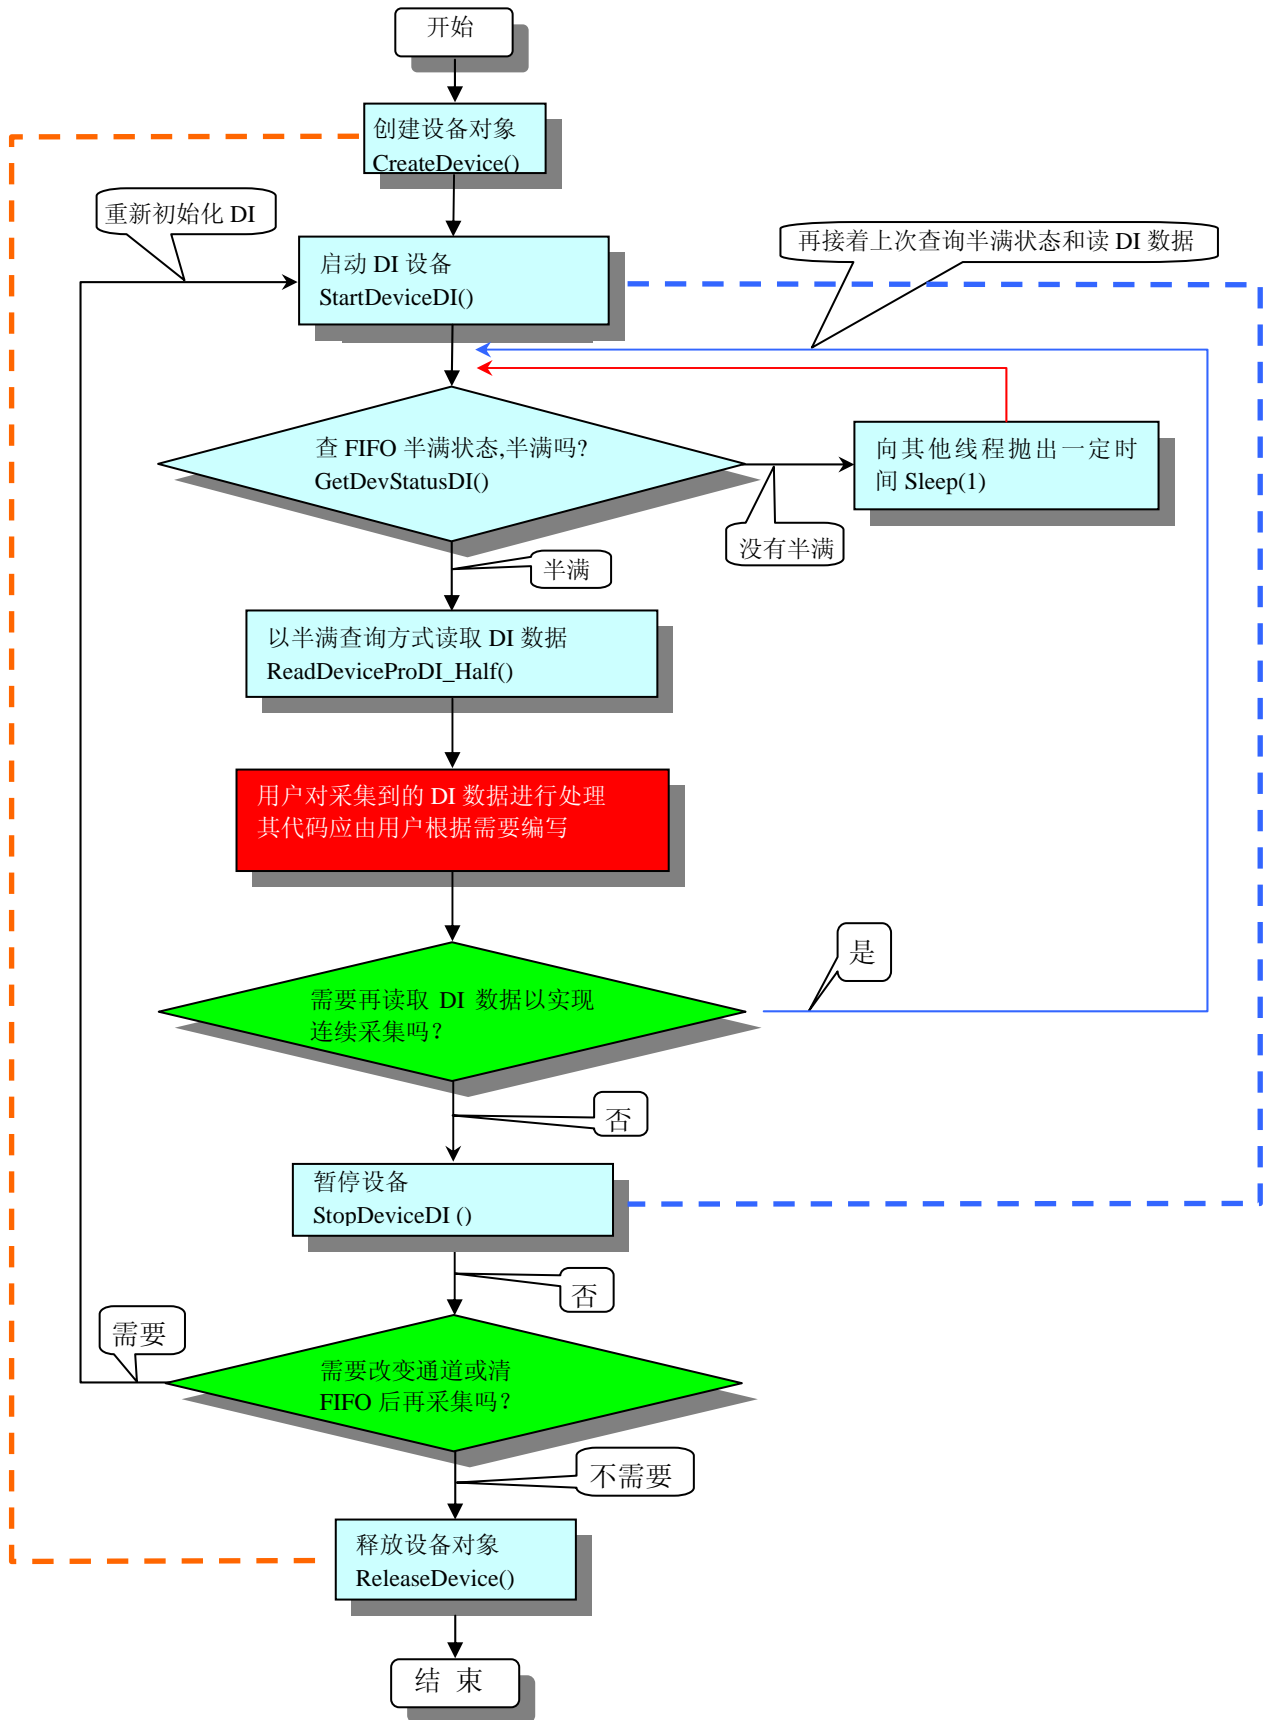 开始
创建设备对象
CreateDevice()
重新初始化 DI
再接着上次查询半满状态和读 DI 数据
启动 DI 设备
StartDeviceDI()
查 FIFO 半满状态,半满吗?
GetDevStatusDI()
向其他线程抛出一定时
间 Sleep(1)
没有半满
半满
以半满查询方式读取 DI 数据
ReadDeviceProDI_Half()
用户对采集到的 DI 数据进行处理
其代码应由用户根据需要编写
是
需要再读取 DI 数据以实现
连续采集吗?
否
暂停设备
StopDeviceDI ()
否
需要
需要改变通道或清
FIFO 后再采集吗?
不需要
释放设备对象
ReleaseDevice()
结 束